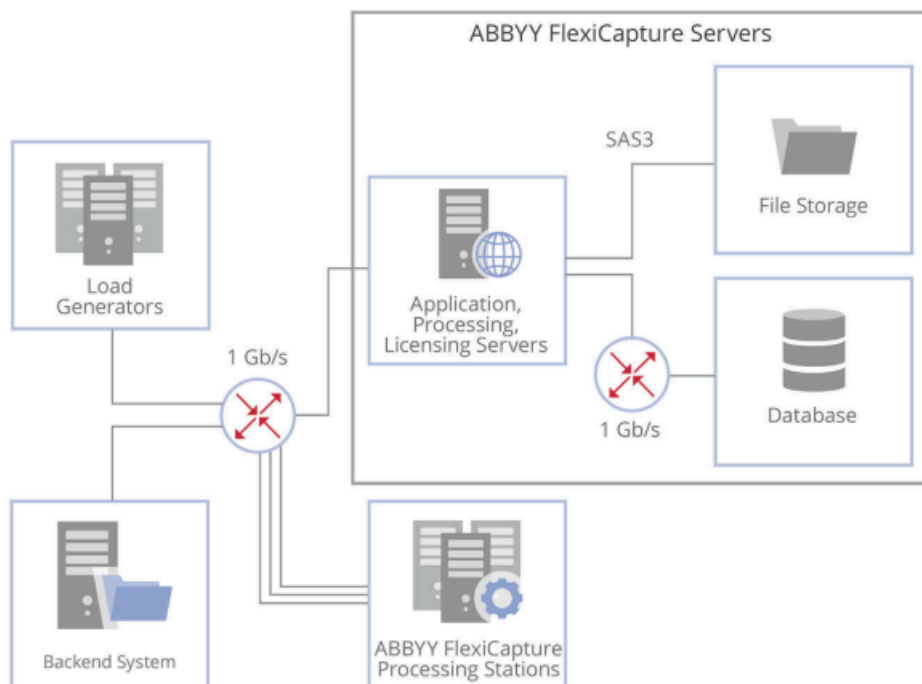 ABBYY FlexiCapture Servers
SAS3
File Storage
Load
Generators
Application,
Processing,
Licensing Servers
1 Gb/s
1 Gb/s
Database
Backend System
ABBYY FlexiCapture
Processing Stations